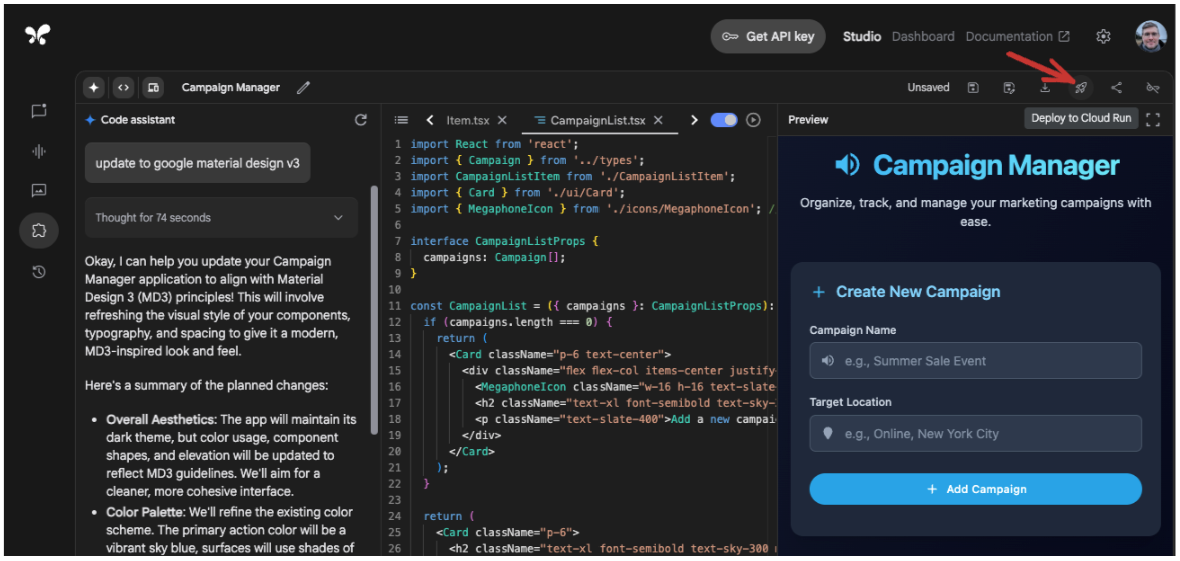 Get API key
Studio
Dashboard
Documentation
Campaign Manager
Unsaved
Code assistant
Item.tsx
CampaignList.tsx
Preview
Deploy to Cloud Run
update to google material design v3
Thought for 74 seconds
Okay, I can help you update your Campaign
Manager application to align with Material
Design 3 (MD3) principles! This will involve
refreshing the visual style of your components,
typography, and spacing to give it a modern,
MD3-inspired look and feel.
Here's a summary of the planned changes:
• Overall Aesthetics: The app will maintain its
dark theme, but color usage, component
shapes, and elevation will be updated to
reflect MD3 guidelines. We'll aim for a
cleaner, more cohesive interface.
• Color Palette: We'll refine the existing color
scheme. The primary action color will be a
vibrant sky blue, surfaces will use shades of
1 import React from 'react';
2 import { Campaign } from '../types';
3 import CampaignListItem from './CampaignListItem';
4 import { Card } from './ui/Card';
5 import { MegaphoneIcon } from './icons/MegaphoneIcon'; /
6
7 interface CampaignListProps {
8 campaigns: Campaign[];
9 }
10
11 const CampaignList = ({ campaigns }: CampaignListProps):
12 if (campaigns.length === 0) {
13 return (
14 <Card className="p-6 text-center">
15 <div className="flex flex-col items-center justify
16 <MegaphoneIcon className="w-16 h-16 text-slate
17 <h2 className="text-xl font-semibold text-sky-
18 <p className="text-slate-400">Add a new campai
19 </div>
20 </Card>
21 );
22 }
23
24 return (
25 <Card className="p-6">
26 <h2 className="text-xl font-semibold text-sky-300
Campaign Manager
Organize, track, and manage your marketing campaigns with
ease.
+ Create New Campaign
Campaign Name
e.g., Summer Sale Event
Target Location
e.g., Online, New York City
+ Add Campaign